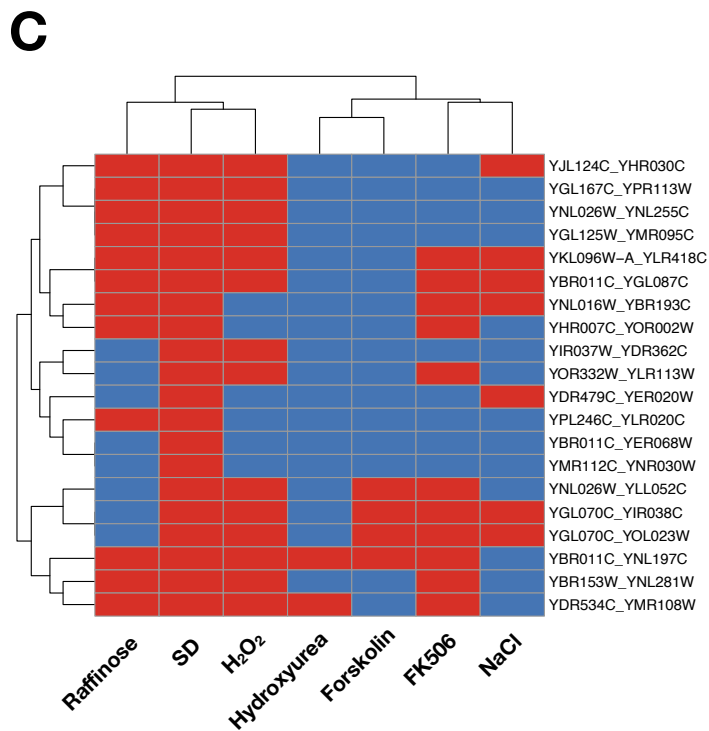 C
YJL124C_YHR030C
YGL167C_YPR113W
YNL026W_YNL255C
YGL125W_YMR095C
YKL096W−A_YLR418C
YBR011C_YGL087C
YNL016W_YBR193C
YHR007C_YOR002W
YIR037W_YDR362C
YOR332W_YLR113W
YDR479C_YER020W
YPL246C_YLR020C
YBR011C_YER068W
YMR112C_YNR030W
YNL026W_YLL052C
YGL070C_YIR038C
YGL070C_YOL023W
YBR011C_YNL197C
YBR153W_YNL281W
YDR534C_YMR108W
Raffinose
SD
H₂O₂
Hydroxyurea
Forskolin
FK506
NaCl